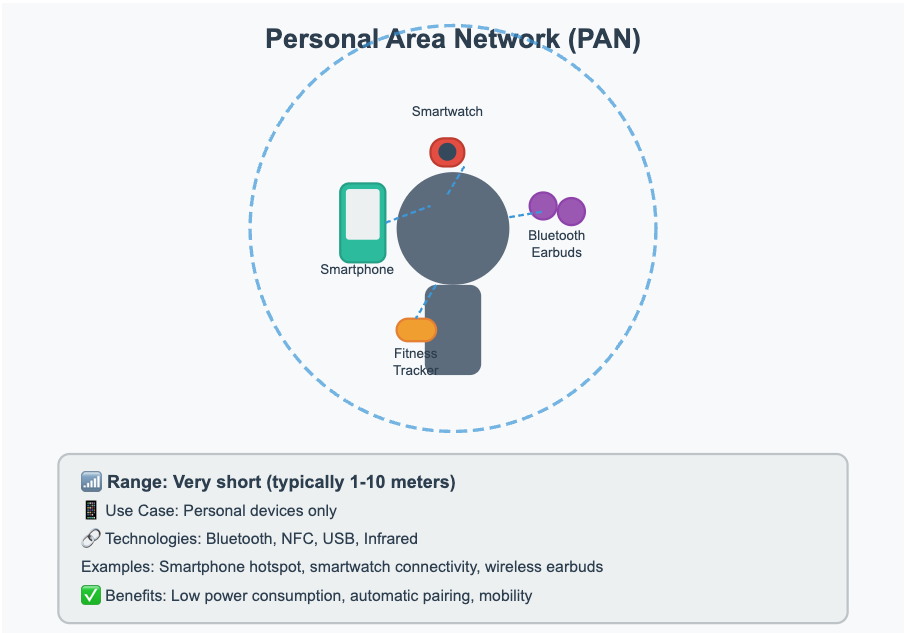 Personal Area Network (PAN)
Smartwatch
Smartphone
Bluetooth
Earbuds
Fitness
Tracker
📶 Range: Very short (typically 1-10 meters)
📱 Use Case: Personal devices only
🔗 Technologies: Bluetooth, NFC, USB, Infrared
Examples: Smartphone hotspot, smartwatch connectivity, wireless earbuds
✅ Benefits: Low power consumption, automatic pairing, mobility